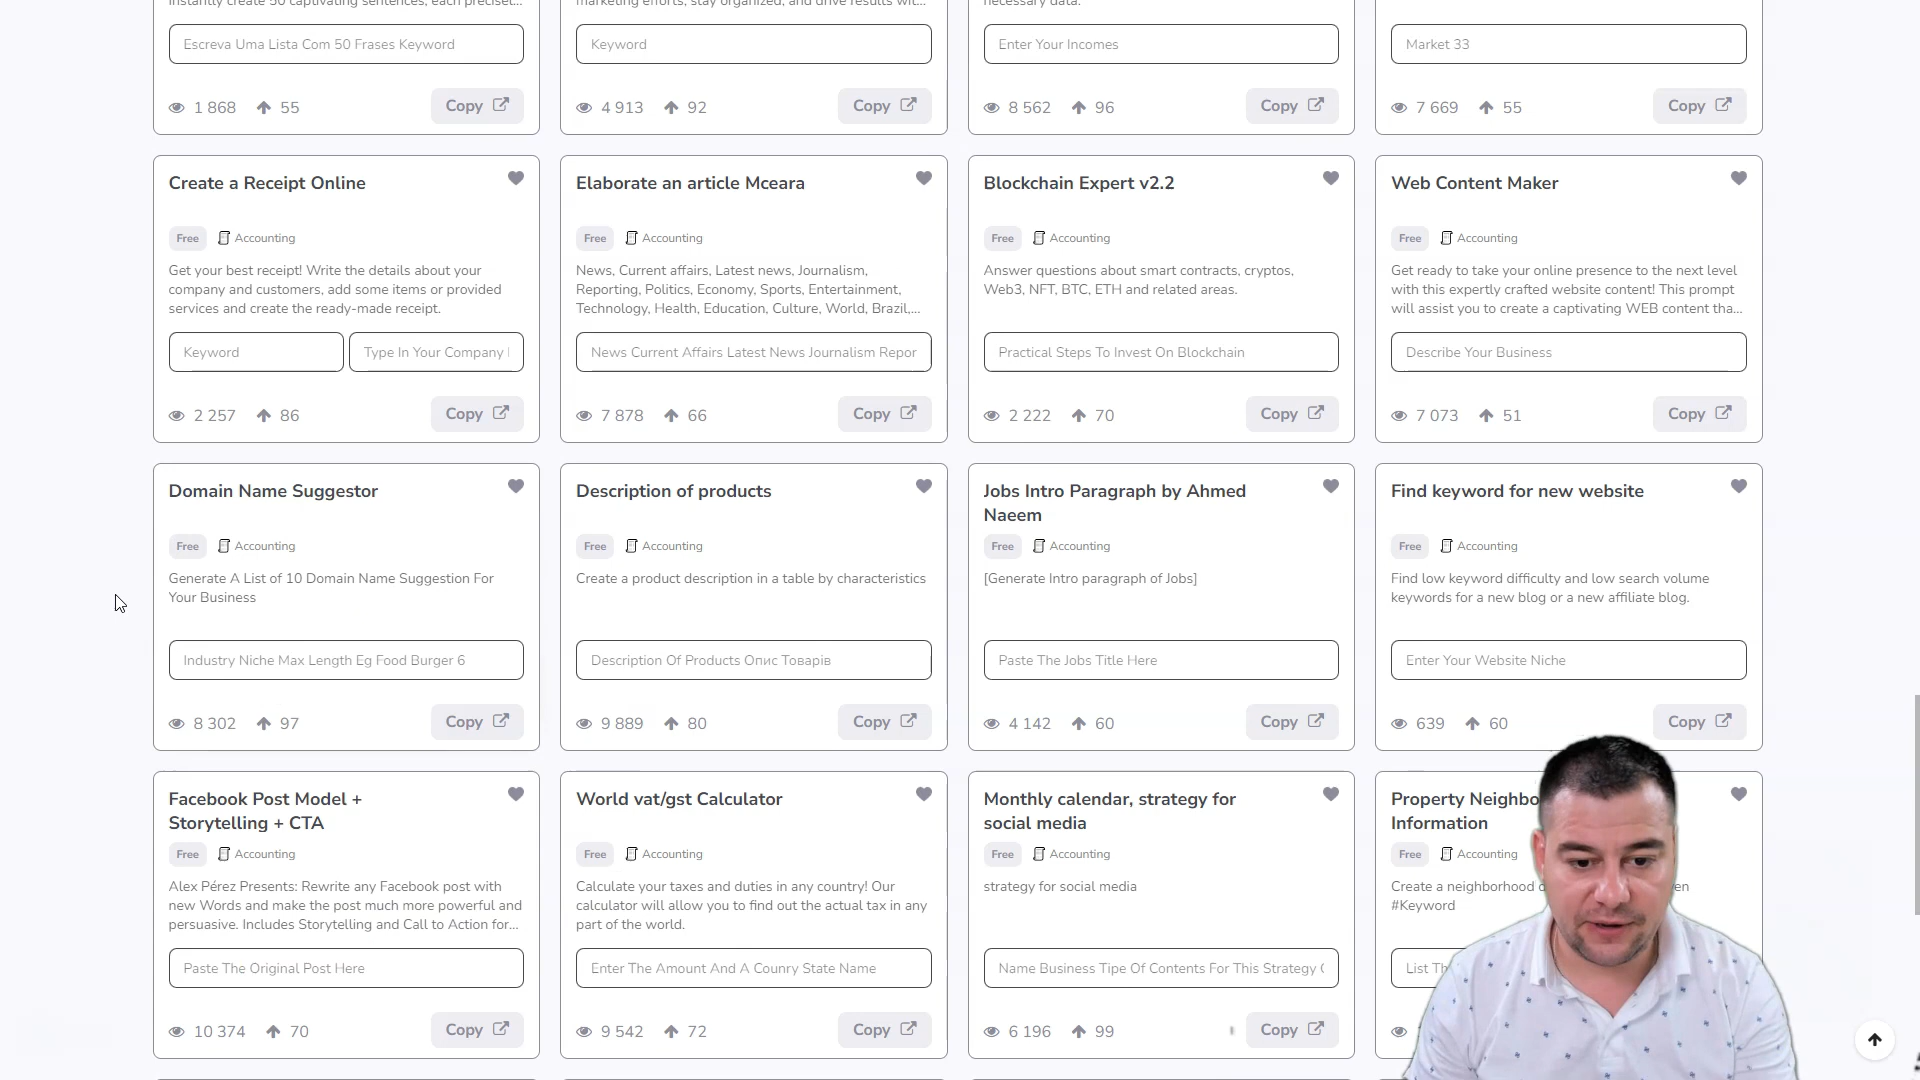 instantly create 50 captivating sentences, each precisel...
marketing efforts, stay organized, and drive results wit...
necessary data.
Escreva Uma Lista Com 50 Frases Keyword
Keyword
Enter Your Incomes
Market 33
1 868 55 Copy
4 913 92 Copy
8 562 96 Copy
7 669 55 Copy
Create a Receipt Online
Free Accounting
Get your best receipt! Write the details about your
company and customers, add some items or provided
services and create the ready-made receipt.
Keyword
Type In Your Company
2 257 86 Copy
Elaborate an article Mceara
Free Accounting
News, Current affairs, Latest news, Journalism,
Reporting, Politics, Economy, Sports, Entertainment,
Technology, Health, Education, Culture, World, Brazil,...
News Current Affairs Latest News Journalism Repor
7 878 66 Copy
Blockchain Expert v2.2
Free Accounting
Answer questions about smart contracts, cryptos,
Web3, NFT, BTC, ETH and related areas.
Practical Steps To Invest On Blockchain
2 222 70 Copy
Web Content Maker
Free Accounting
Get ready to take your online presence to the next level
with this expertly crafted website content! This prompt
will assist you to create a captivating WEB content tha...
Describe Your Business
7 073 51 Copy
Domain Name Suggestor
Free Accounting
Generate A List of 10 Domain Name Suggestion For
Your Business
Industry Niche Max Length Eg Food Burger 6
8 302 97 Copy
Description of products
Free Accounting
Create a product description in a table by characteristics
Description Of Products Опис Товарів
9 889 80 Copy
Jobs Intro Paragraph by Ahmed
Naeem
Free Accounting
[Generate Intro paragraph of Jobs]
Paste The Jobs Title Here
4 142 60 Copy
Find keyword for new website
Free Accounting
Find low keyword difficulty and low search volume
keywords for a new blog or a new affiliate blog.
Enter Your Website Niche
639 60 Copy
Facebook Post Model +
Storytelling + CTA
Free Accounting
Alex Pérez Presents: Rewrite any Facebook post with
new Words and make the post much more powerful and
persuasive. Includes Storytelling and Call to Action for...
Paste The Original Post Here
10 374 70 Copy
World vat/gst Calculator
Free Accounting
Calculate your taxes and duties in any country! Our
calculator will allow you to find out the actual tax in any
part of the world.
Enter The Amount And A Counry State Name
9 542 72 Copy
Monthly calendar, strategy for
social media
Free Accounting
strategy for social media
Name Business Tipe Of Contents For This Strategy
6 196 99 Copy
Property
Information
Free Accounting
Create a neighborhood
#Keyword
List